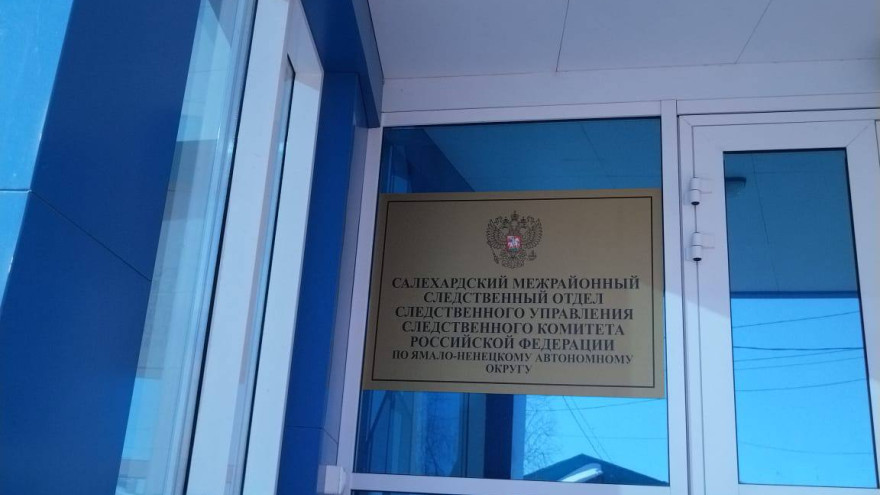 САЛЕХАРДСКИЙ МЕЖРАЙОННЫЙ
СЛЕДСТВЕННЫЙ ОТДЕЛ
СЛЕДСТВЕННОГО УПРАВЛЕНИЯ
СЛЕДСТВЕННОГО КОМИТЕТА
РОССИЙСКОЙ ФЕДЕРАЦИИ
ПО ЯМАЛО-НЕНЕЦКОМУ АВТОНОМНОМУ
ОКРУГУ